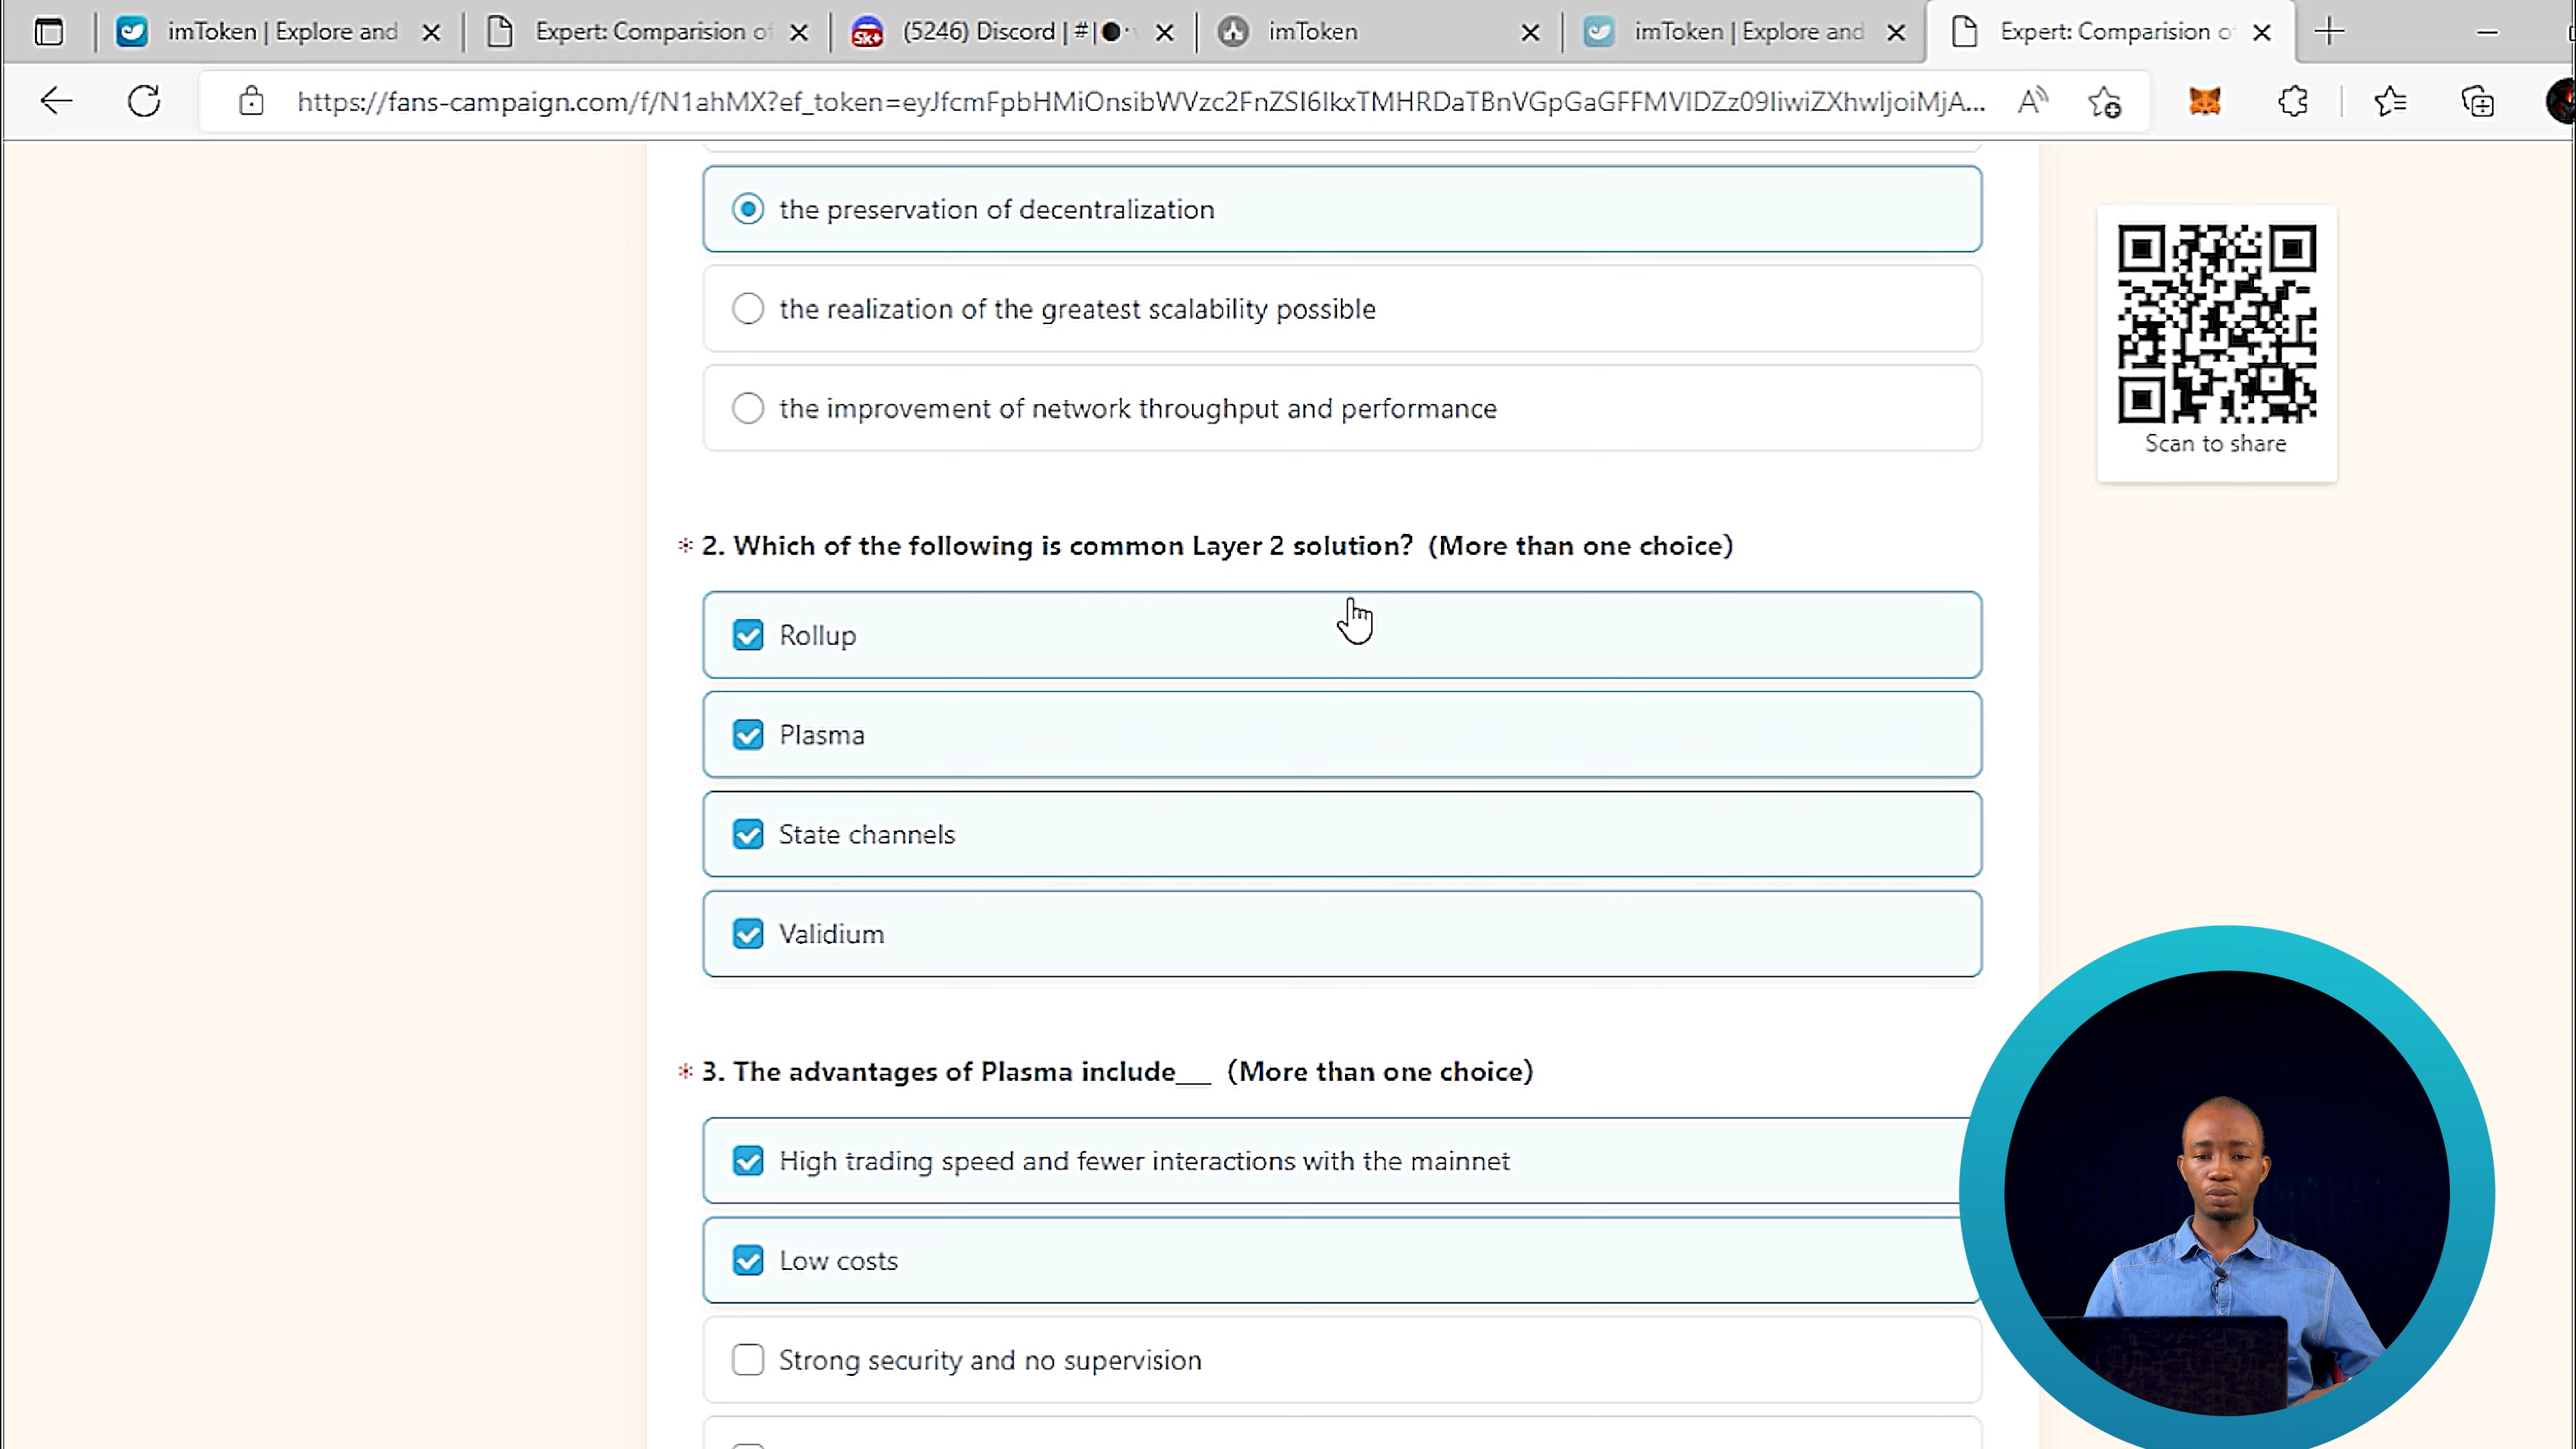 imToken | Explore and
Expert: Comparision of
(5246) Discord | #|
imToken
imToken | Explore and
Expert: Comparision o
https://fans-campaign.com/f/N1ahMX?ef_token=eyJfcmFpbHMiOnsibWVzc2FnZSI6IkxTMHRDaTBnVGpGaGFFMVlDZz09IiwiZXhwIjoiMjA...
the preservation of decentralization
the realization of the greatest scalability possible
the improvement of network throughput and performance
Scan to share
* 2. Which of the following is common Layer 2 solution? (More than one choice)
Rollup
Plasma
State channels
Validium
* 3. The advantages of Plasma include___ (More than one choice)
High trading speed and fewer interactions with the mainnet
Low costs
Strong security and no supervision